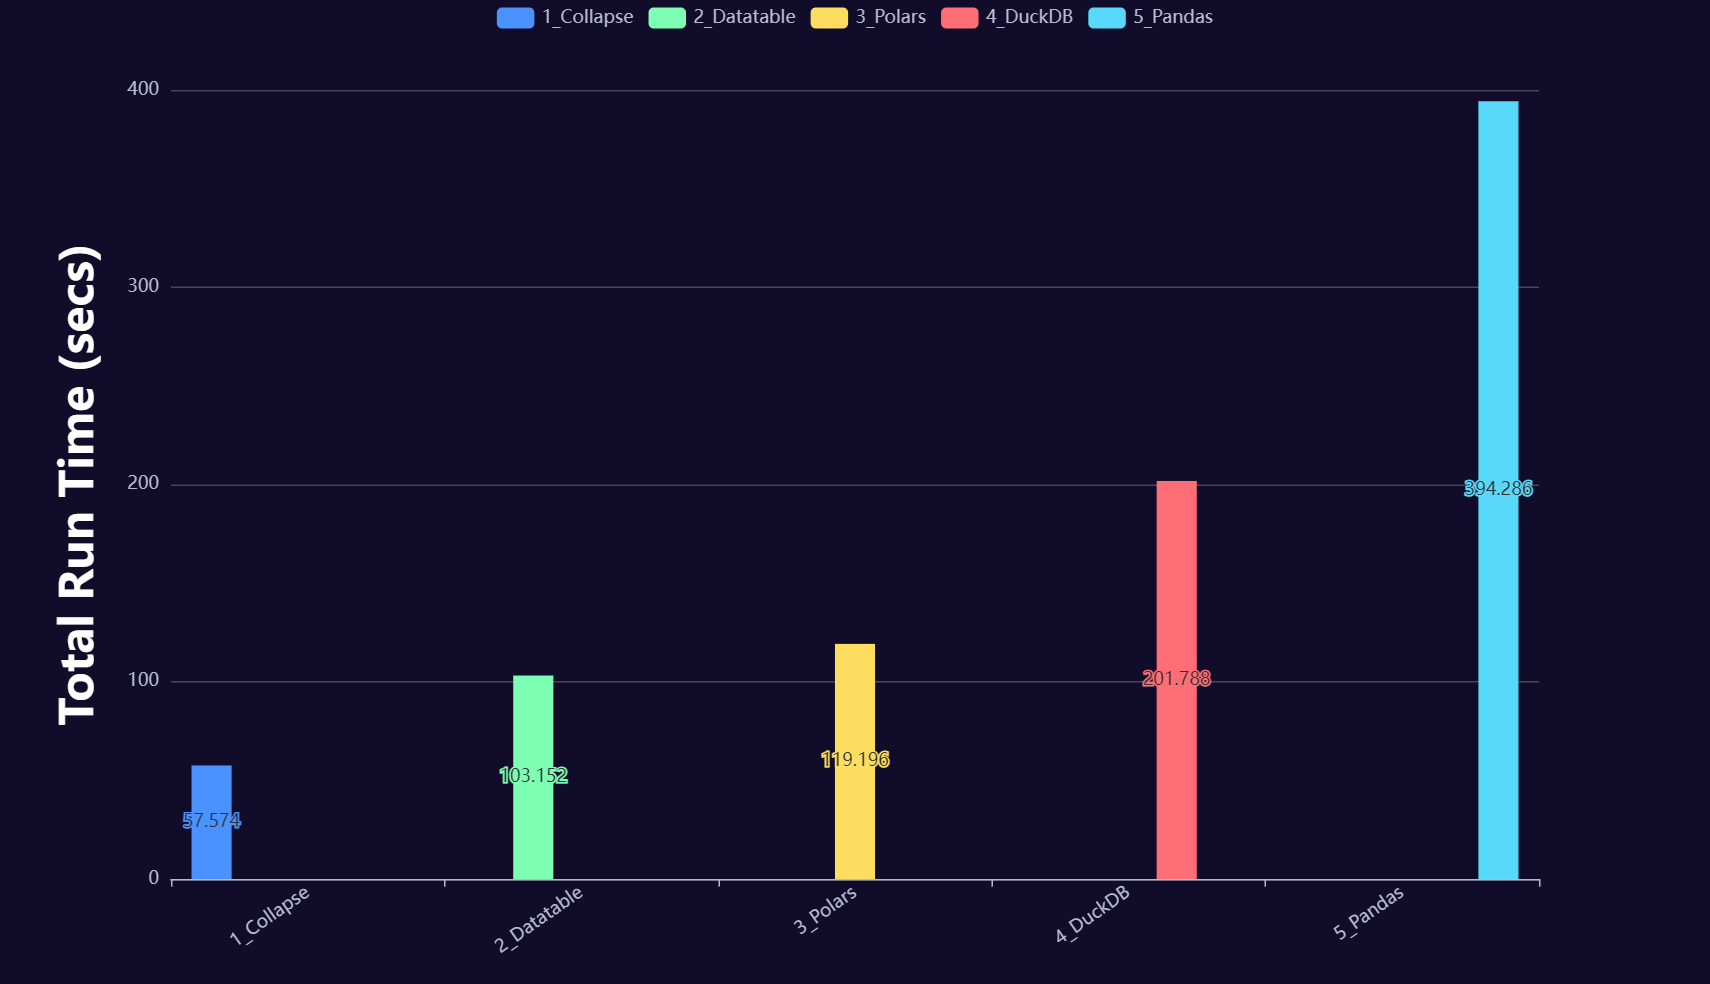 1_Collapse 2_Datatable 3_Polars 4_DuckDB 5_Pandas
Total Run Time (secs)
400
300
200
100
0
57.574
103.152
119.196
201.788
394.286
1_Collapse
2_Datatable
3_Polars
4_DuckDB
5_Pandas